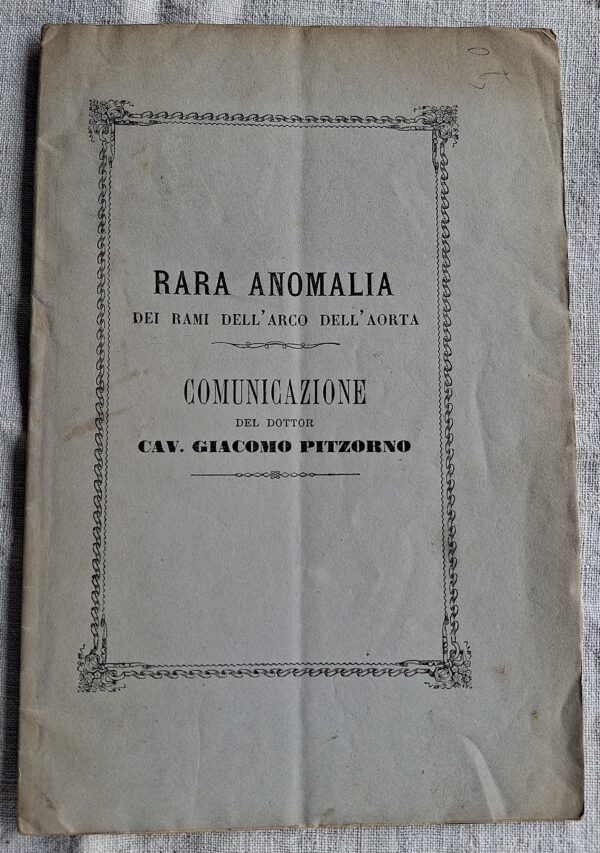 RARA ANOMALIA
DEI RAMI DELL'ARCO DELL'AORTA
COMUNICAZIONE
DEL DOTTOR
CAV. GIACOMO PITZORNO